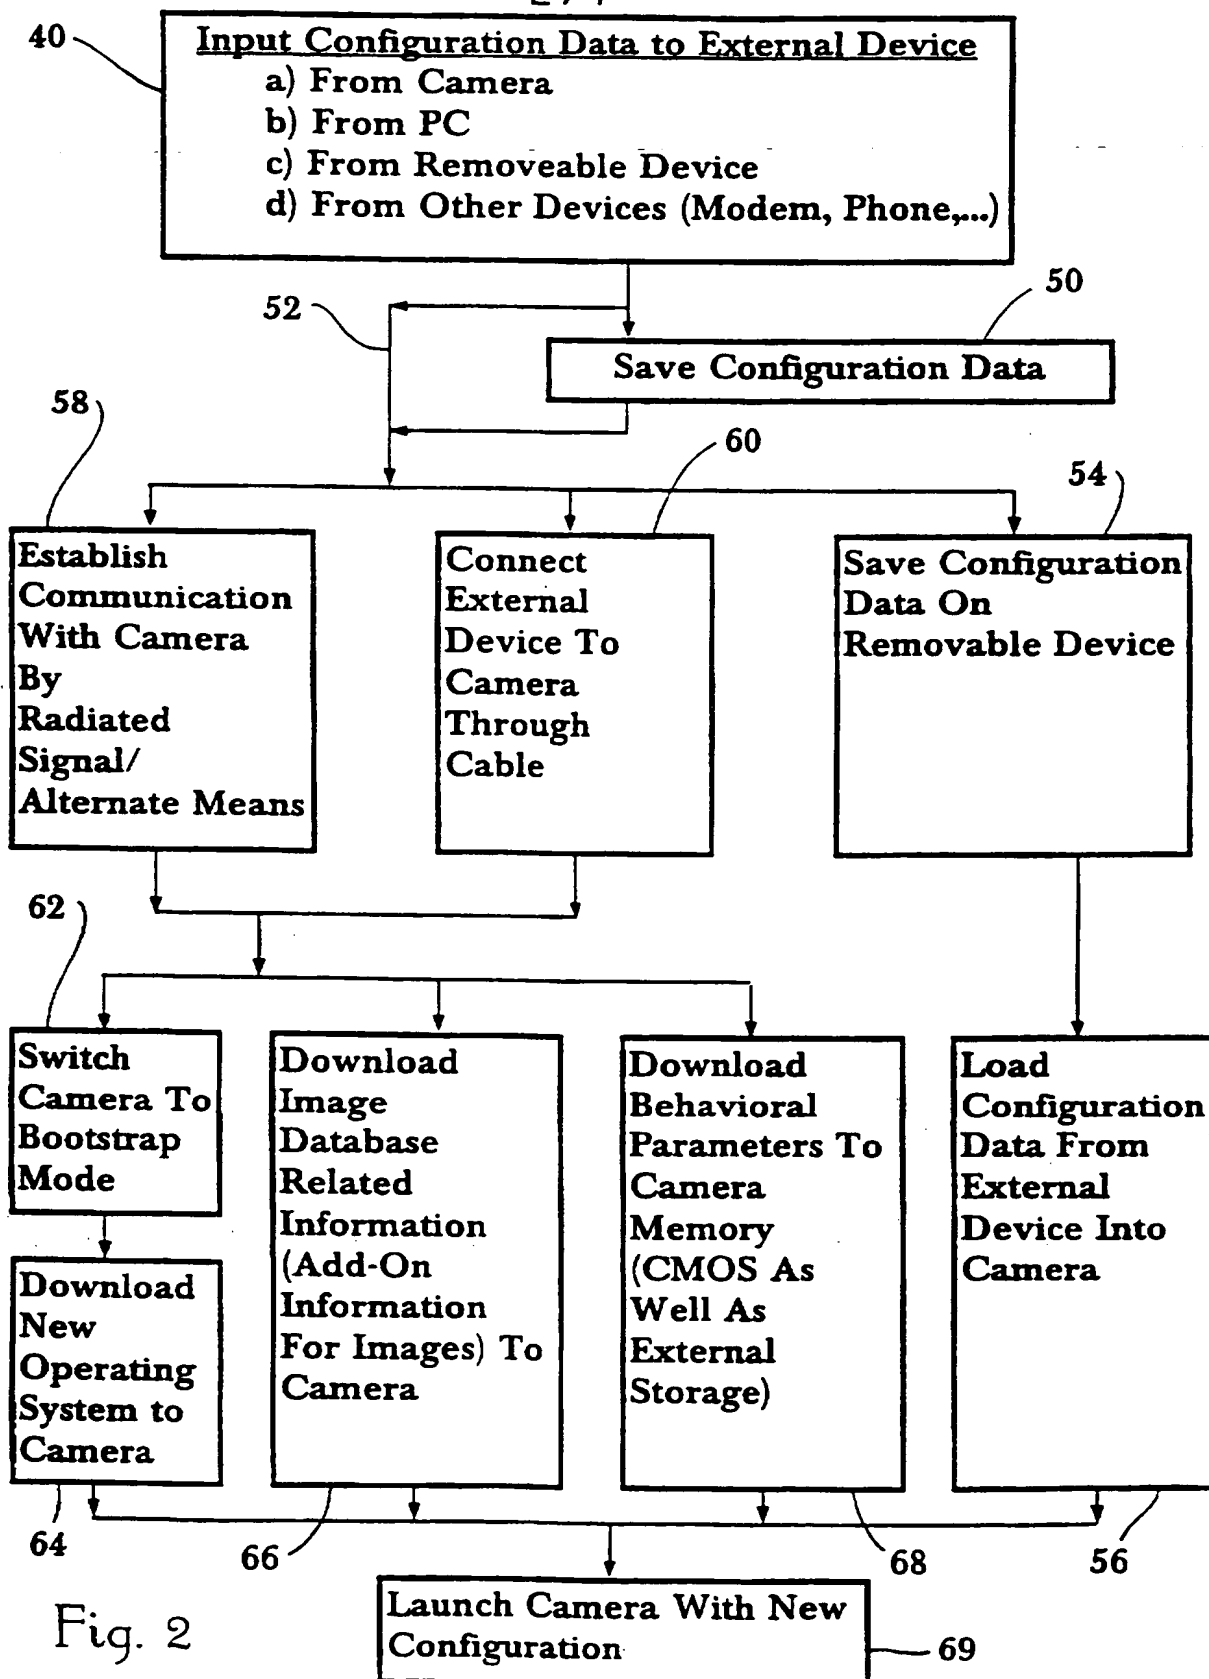 40
Input Configuration Data to External Device
a) From Camera
b) From PC
c) From Removeable Device
d) From Other Devices (Modem, Phone,...)
52
50
Save Configuration Data
58
60
54
Establish
Communication
With Camera
By
Radiated
Signal/
Alternate Means
Connect
External
Device To
Camera
Through
Cable
Save Configuration
Data On
Removable Device
62
Switch
Camera To
Bootstrap
Mode
Download
New
Operating
System to
Camera
64
Download
Image
Database
Related
Information
(Add-On
Information
For Images) To
Camera
66
Download
Behavioral
Parameters To
Camera
Memory
(CMOS As
Well As
External
Storage)
68
Load
Configuration
Data From
External
Device Into
Camera
56
Launch Camera With New
Configuration
69
Fig. 2